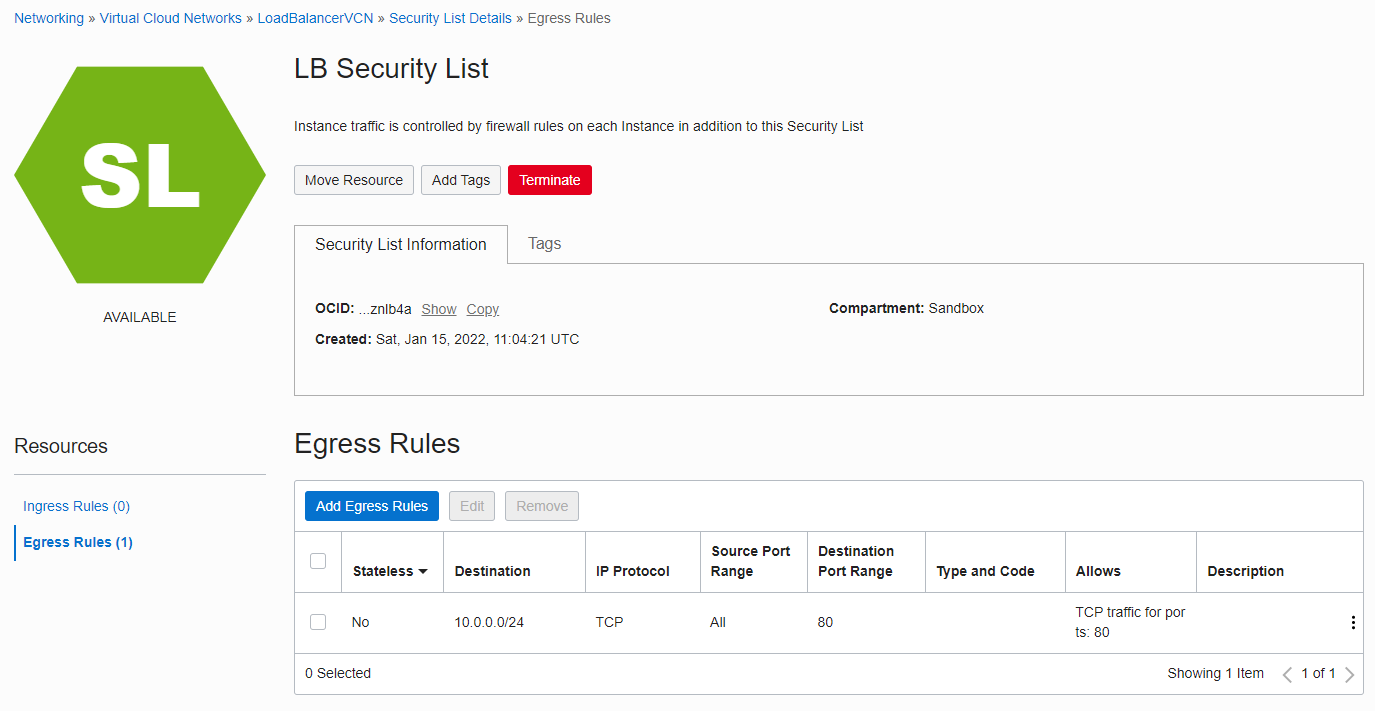 Networking » Virtual Cloud Networks » LoadBalancerVCN » Security List Details » Egress Rules
SL
AVAILABLE
LB Security List
Instance traffic is controlled by firewall rules on each Instance in addition to this Security List
Move Resource Add Tags Terminate
Security List Information Tags
OCID: ...znlb4a Show Copy Compartment: Sandbox
Created: Sat, Jan 15, 2022, 11:04:21 UTC
Resources
Ingress Rules (0)
Egress Rules (1)
Egress Rules
Add Egress Rules Edit Remove
Stateless Destination IP Protocol Source Port Range Destination Port Range Type and Code Allows Description
No 10.0.0.0/24 TCP All 80 TCP traffic for por
ts: 80
0 Selected Showing 1 Item 1 of 1